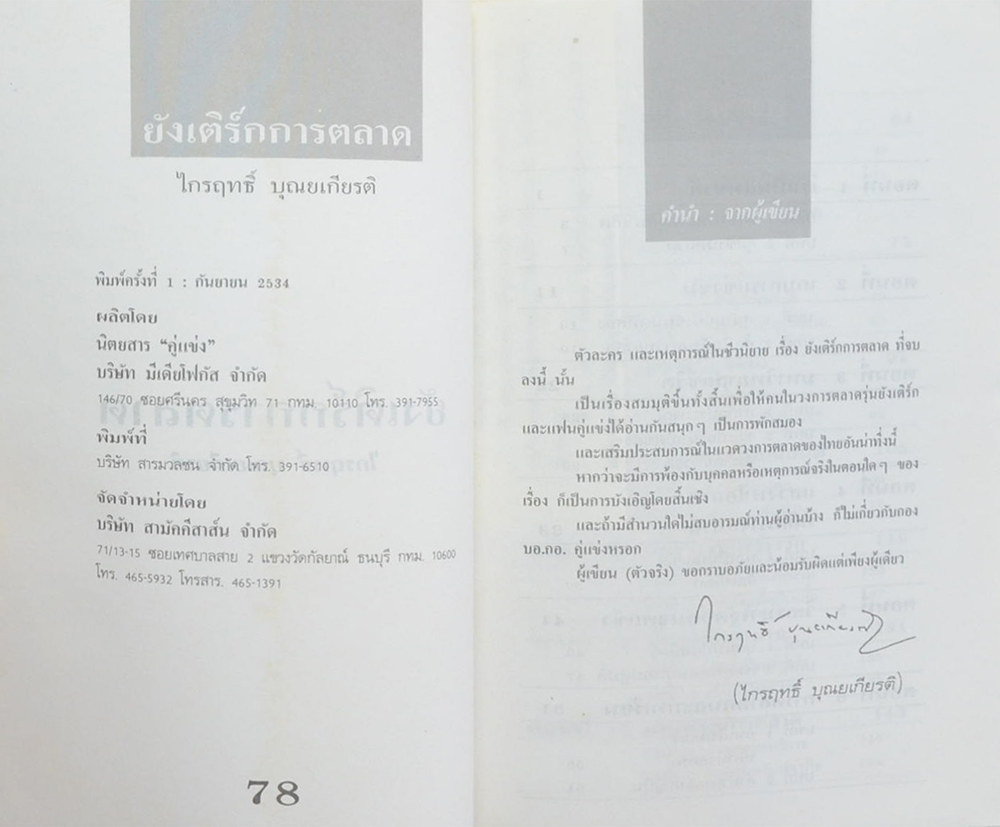 ยังเติร์กการตลาด
ไกรฤทธิ์ บุณยเกียรติ
พิมพ์ครั้งที่ 1 : กันยายน 2534
ผลิตโดย
นิตยสาร “คู่แข่ง”
บริษัท มีเดียโฟกัส จำกัด
146/70 ซอยศรีนคร สุขุมวิท 71 กทม. 10110 โทร. 391-7955
พิมพ์ที่
บริษัท สารมวลชน จำกัด โทร. 391-6510
จัดจำหน่ายโดย
บริษัท สามัคคีสาส์น จำกัด
71/13-15 ซอยเทศบาลสาย 2 แขวงวัดกัลยาณ์ ธนบุรี กทม. 10600
โทร. 465-5932 โทรสาร. 465-1391
78
คำนำ : จากผู้เขียน
ตัวละคร และเหตุการณ์ในชีวนิยาย เรื่อง ยังเติร์กการตลาด ที่จบ
ลงนี้ นั้น
เป็นเรื่องสมมุติขึ้นทั้งสิ้นเพื่อให้คนในวงการตลาดรุ่นยังเติร์ก
และแฟนคู่แข่งได้อ่านกันสนุกๆ เป็นการพักสมอง
และเสริมประสบการณ์ในแวดวงการตลาดของไทยอันน่าทึ่งนี้
หากว่าจะมีการพ้องกับบุคคลหรือเหตุการณ์จริงในตอนใดๆ ของ
เรื่อง ก็เป็นการบังเอิญโดยสิ้นเชิง
และถ้ามีสำนวนใดไม่สบอารมณ์ท่านผู้อ่านบ้าง ก็ไม่เกี่ยวกับกอง
บอ.กอ. คู่แข่งหรอก
ผู้เขียน (ตัวจริง) ขอกราบอภัยและน้อมรับผิดแต่เพียงผู้เดียว
ไกรฤทธิ์ บุณยเกียรติ
(ไกรฤทธิ์ บุณยเกียรติ)